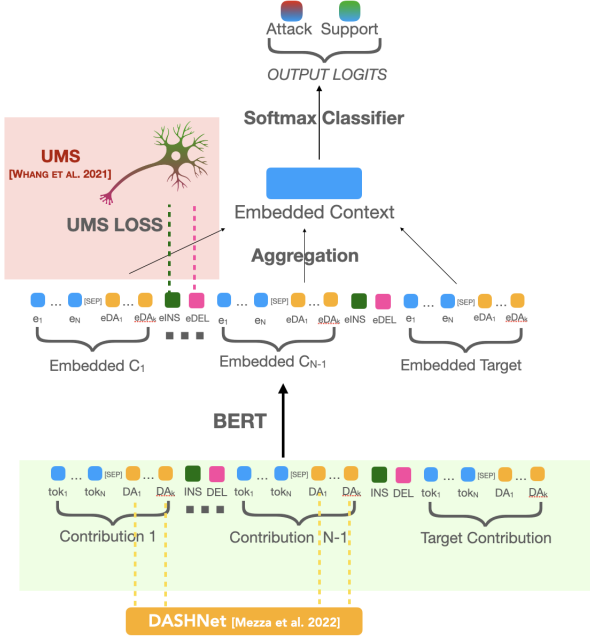 Attack Support
OUTPUT LOGITS
Softmax Classifier
UMS
[WHANG ET AL. 2021]
UMS LOSS
Embedded Context
Aggregation
e1 ... eN [SEP] eDA1 ... eDAk eINS eDEL e1 ... eN [SEP] eDA1 ... eDAk eINS eDEL e1 ... eN [SEP] eDA1 ... eDAk
Embedded C1 Embedded CN-1 Embedded Target
BERT
tok1 ... tokN [SEP] DA1 ... DAk INS DEL tok1 ... tokN [SEP] DA1 ... DAk INS DEL tok1 ... tokN [SEP] DA1 ... DAk
Contribution 1 Contribution N-1 Target Contribution
DASHNet [Mezza et al. 2022]